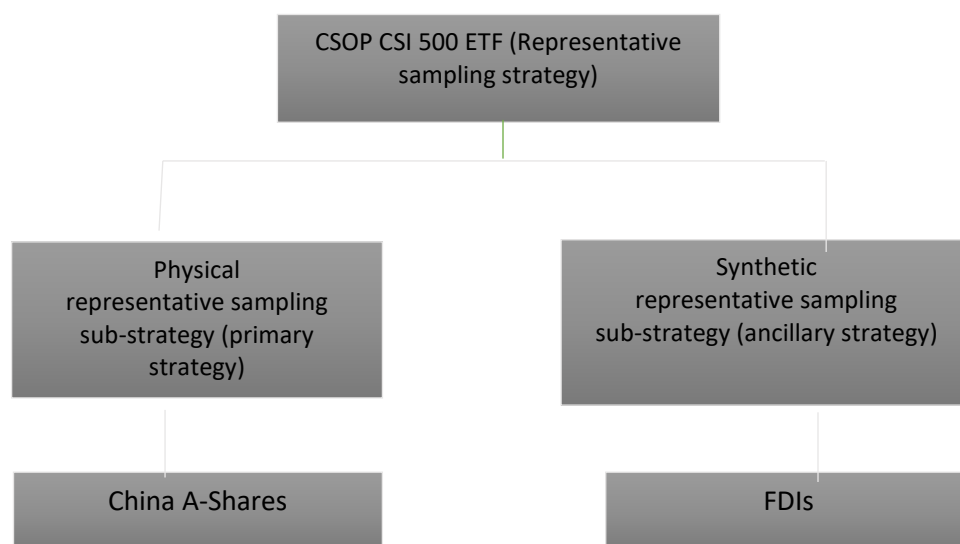 CSOP CSI 500 ETF (Representative
sampling strategy)
Physical
representative sampling
sub-strategy (primary
strategy)
Synthetic
representative sampling
sub-strategy (ancillary strategy)
China A-Shares
FDIs